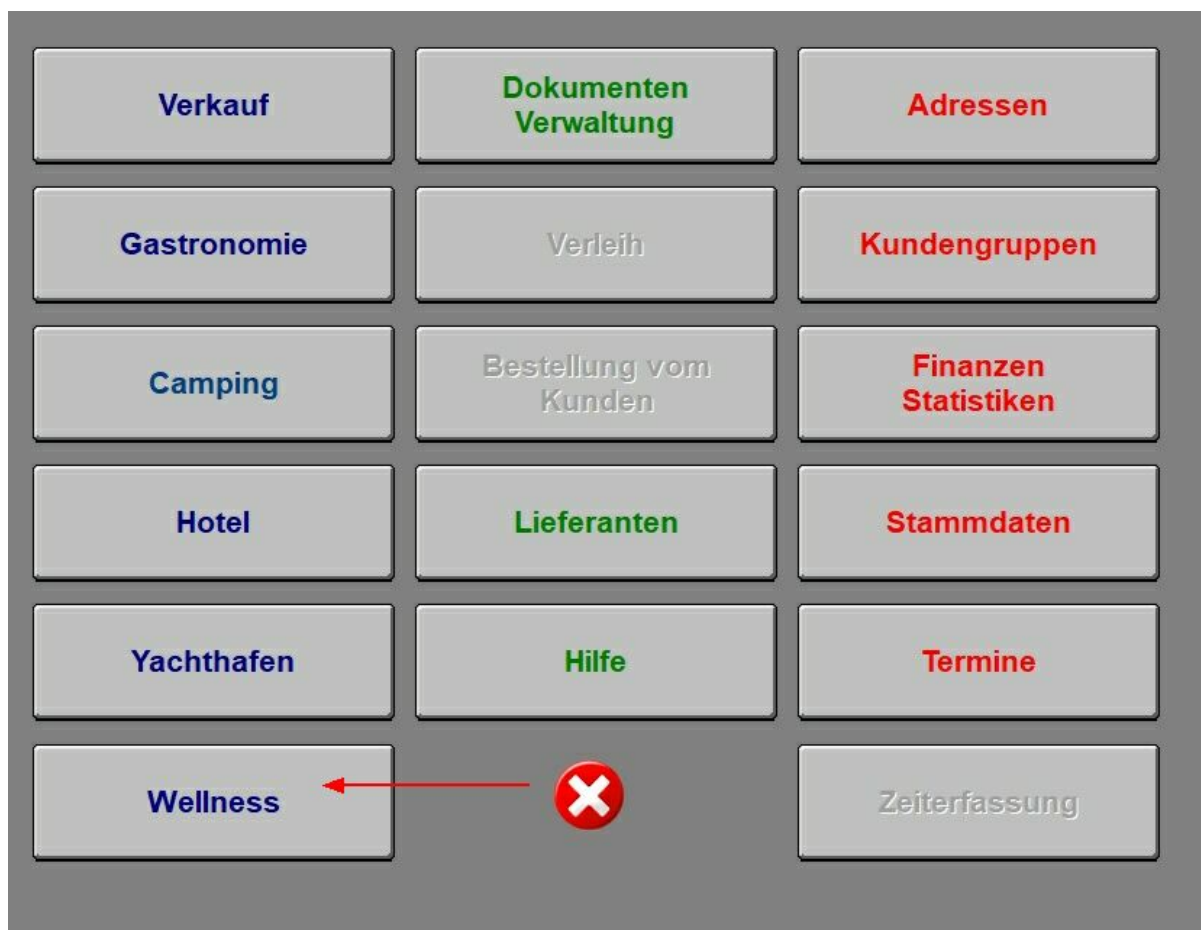 Verkauf
Dokumenten
Verwaltung
Adressen
Gastronomie
Verleih
Kundengruppen
Camping
Bestellung vom
Kunden
Finanzen
Statistiken
Hotel
Lieferanten
Stammdaten
Yachthafen
Hilfe
Termine
Wellness
Zeiterfassung